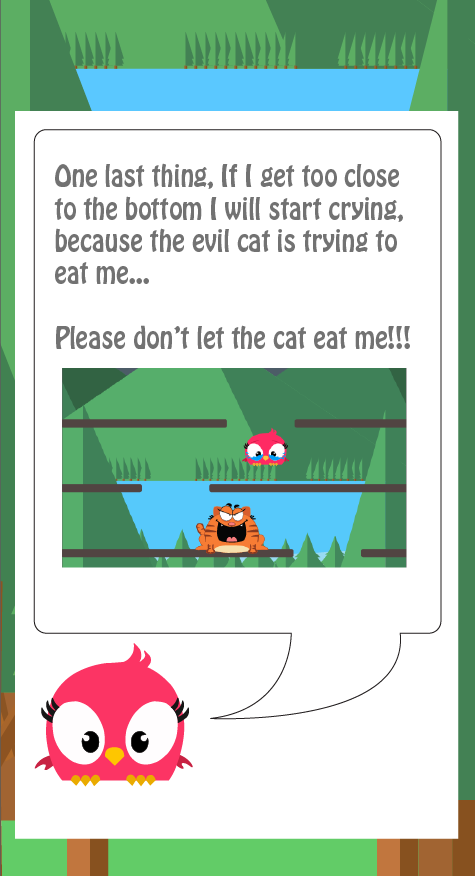 One last thing, If I get too close
to the bottom I will start crying,
because the evil cat is trying to
eat me...
Please don't let the cat eat me!!!